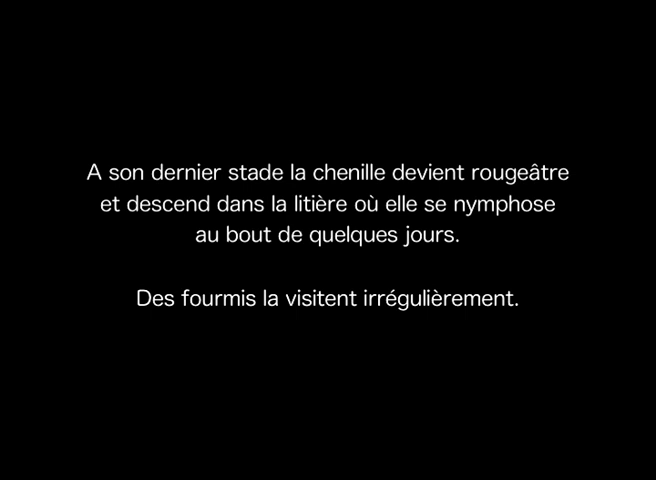 A son dernier stade la chenille devient rougeâtre
et descend dans la litière où elle se nymphose
au bout de quelques jours.
Des fourmis la visitent irrégulièrement.